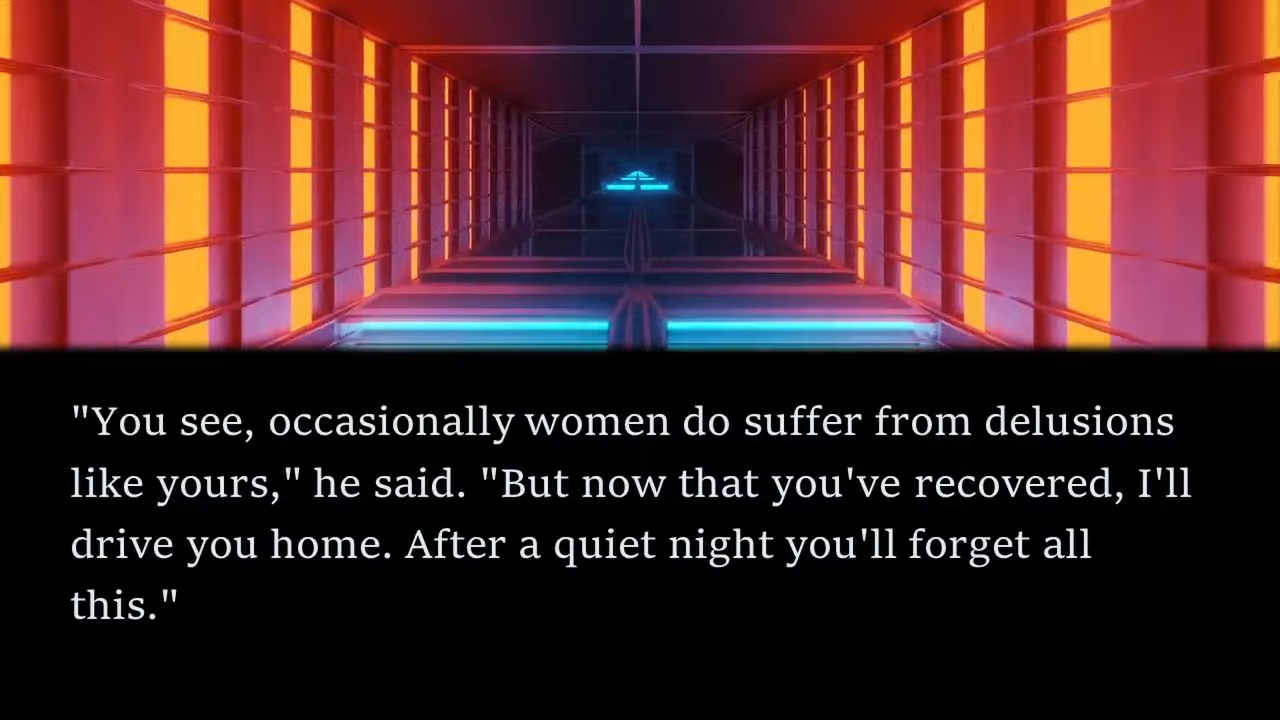 "You see, occasionally women do suffer from delusions
like yours," he said. "But now that you've recovered, I'll
drive you home. After a quiet night you'll forget all
this."